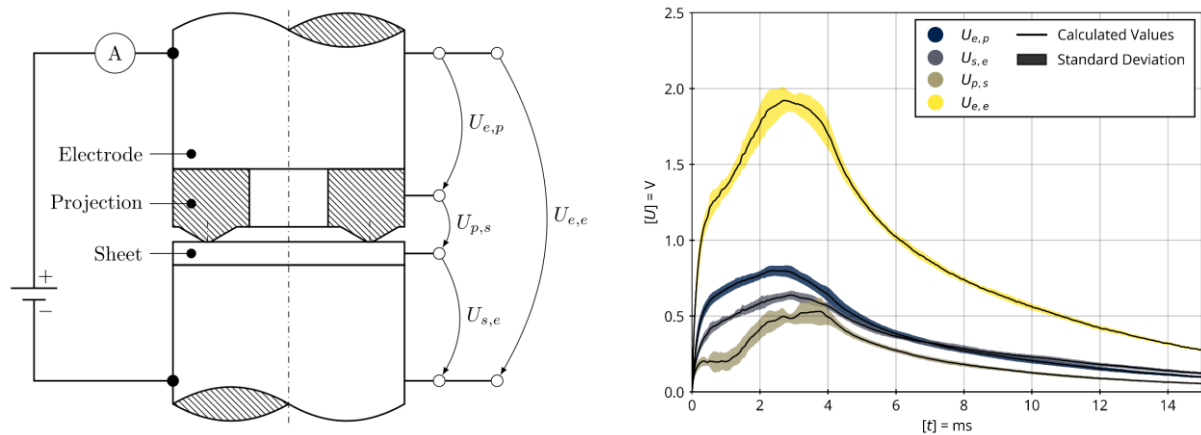 A
Electrode
Projection
Sheet
+
−
U_{e,p}
U_{p,s}
U_{s,e}
U_{e,e}
2.5
2.0
1.5
1.0
0.5
0.0
[U] = V
0 2 4 6 8 10 12 14
[t] = ms
U_{e,p}
U_{s,e}
U_{p,s}
U_{e,e}
Calculated Values
Standard Deviation